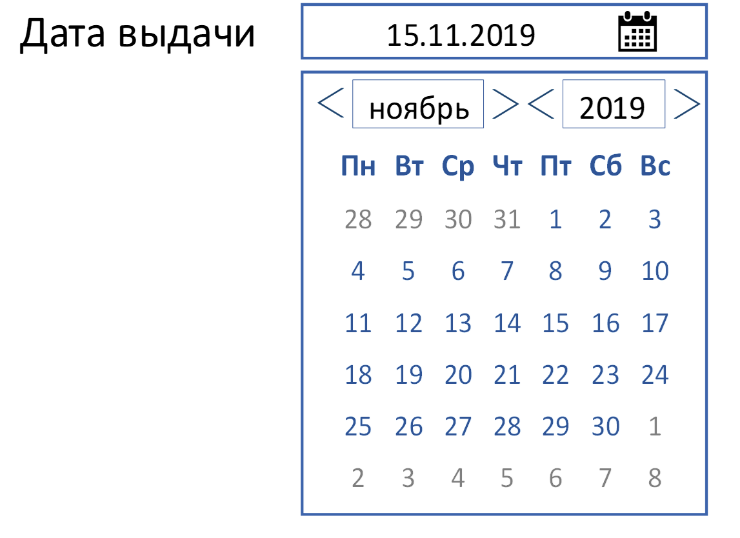 Дата выдачи 15.11.2019
< ноябрь > < 2019 >
Пн Вт Ср Чт Пт Сб Вс
28 29 30 31 1 2 3
4 5 6 7 8 9 10
11 12 13 14 15 16 17
18 19 20 21 22 23 24
25 26 27 28 29 30 1
2 3 4 5 6 7 8